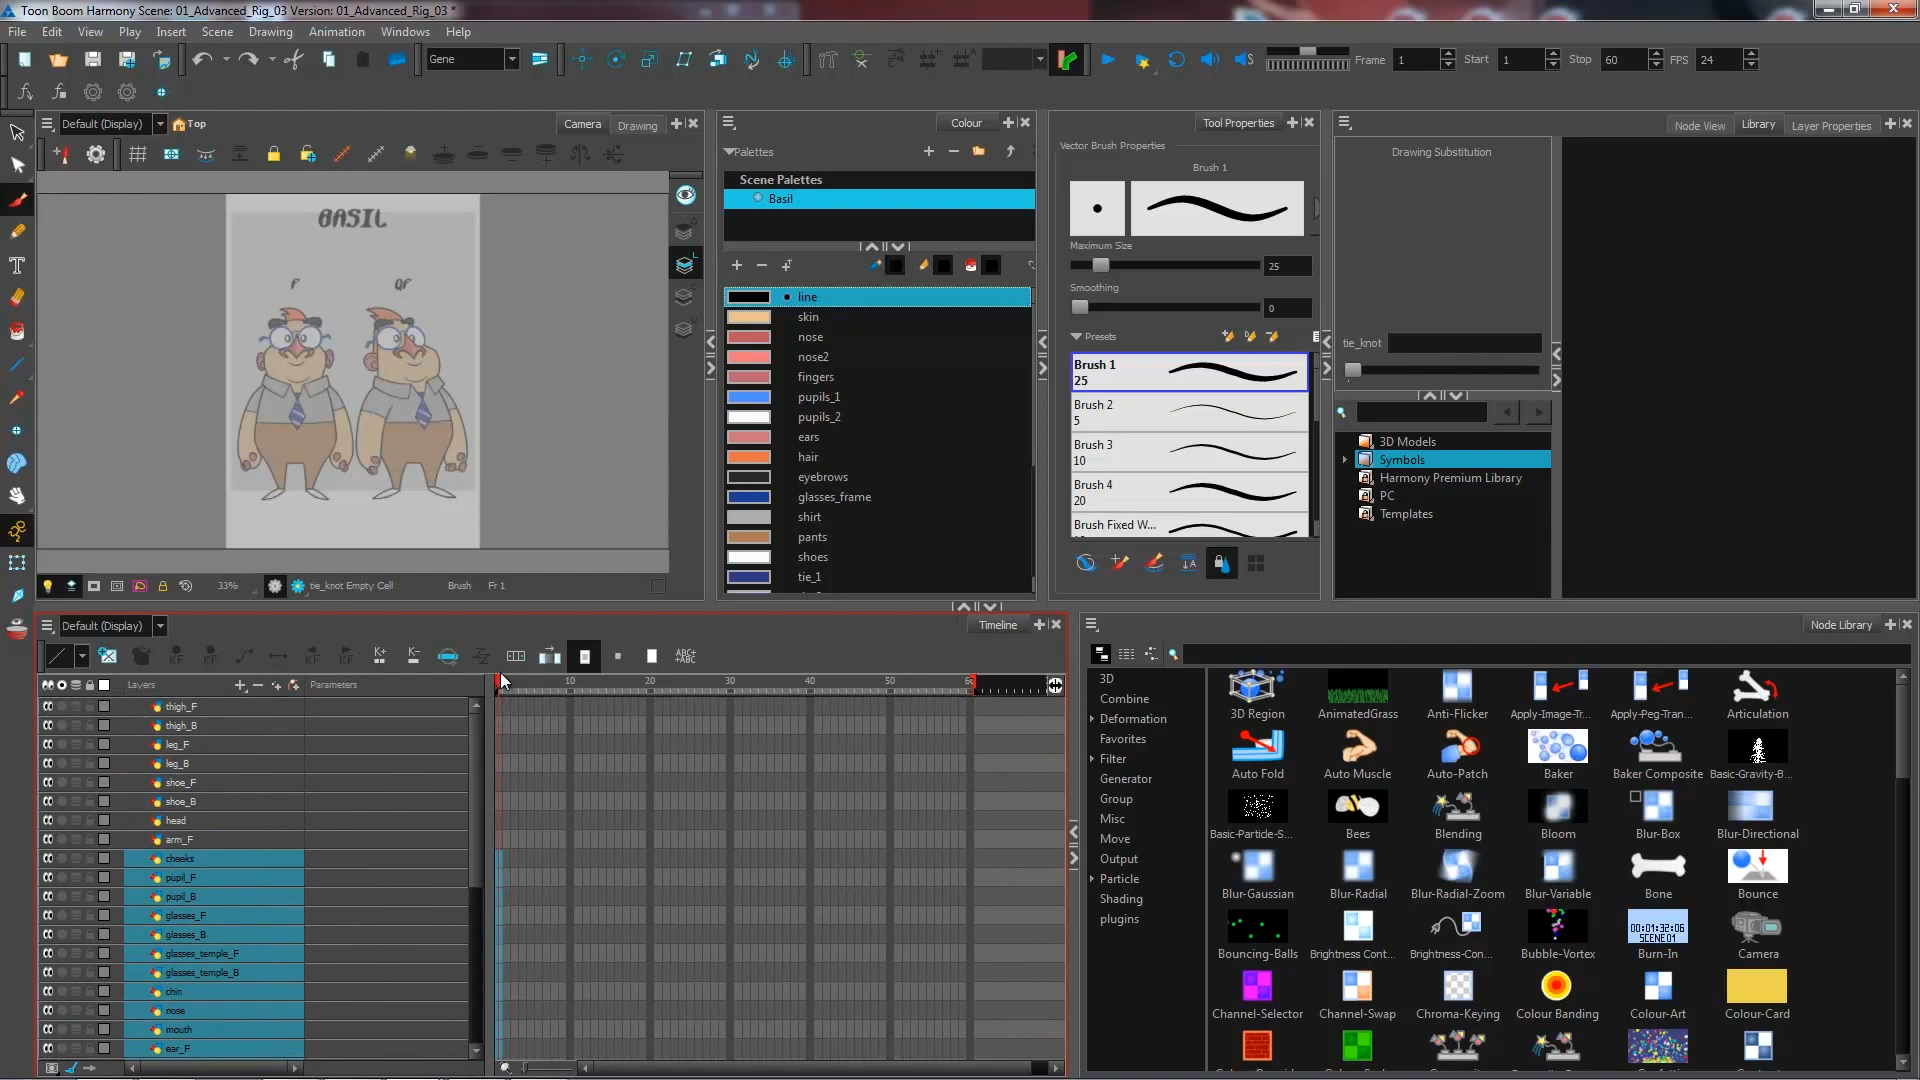 Toon Boom Harmony Scene: 01_Advanced_Rig_03 Version: 01_Advanced_Rig_03 *
File Edit View Play Insert Scene Drawing Animation Windows Help
Gene
Frame 1 Start 1 Stop 60 FPS 24
Default (Display) Top Camera Drawing
Colour
Tool Properties
Node View Library Layer Properties
Palettes
Scene Palettes
Basil
line
skin
nose
nose2
fingers
pupils_1
pupils_2
ears
hair
eyebrows
glasses_frame
shirt
pants
shoes
tie_1
BASIL
F
QF
33% tie_knot Empty Cell Brush Fr 1
Vector Brush Properties
Brush 1
Maximum Size
25
Smoothing
0
Presets
Brush 1
25
Brush 2
5
Brush 3
10
Brush 4
20
Brush Fixed W...
Drawing Substitution
tie_knot
3D Models
Symbols
Harmony Premium Library
PC
Templates
Default (Display) Timeline
K+ K- ABC+ +ABC
Layers Parameters
10 20 30 40 50
thigh_F
thigh_B
leg_F
leg_B
shoe_F
shoe_B
head
arm_F
cheeks
pupil_F
pupil_B
glasses_F
glasses_B
glasses_temple_F
glasses_temple_B
chin
nose
mouth
ear_F
Node Library
3D
Combine
Deformation
Favorites
Filter
Generator
Group
Misc
Move
Output
Particle
Shading
plugins
3D Region AnimatedGrass Anti-Flicker Apply-Image-Tr... Apply-Peg-Tran... Articulation
Auto Fold Auto Muscle Auto-Patch Baker Baker Composite Basic-Gravity-B...
Basic-Particle-S... Bees Blending Bloom Blur-Box Blur-Directional
Blur-Gaussian Blur-Radial Blur-Radial-Zoom Blur-Variable Bone Bounce
00:01:32:06
SCENE01
Bouncing-Balls Brightness Cont... Brightness-Con... Bubble-Vortex Burn-In Camera
Channel-Selector Channel-Swap Chroma-Keying Colour Banding Colour-Art Colour-Card